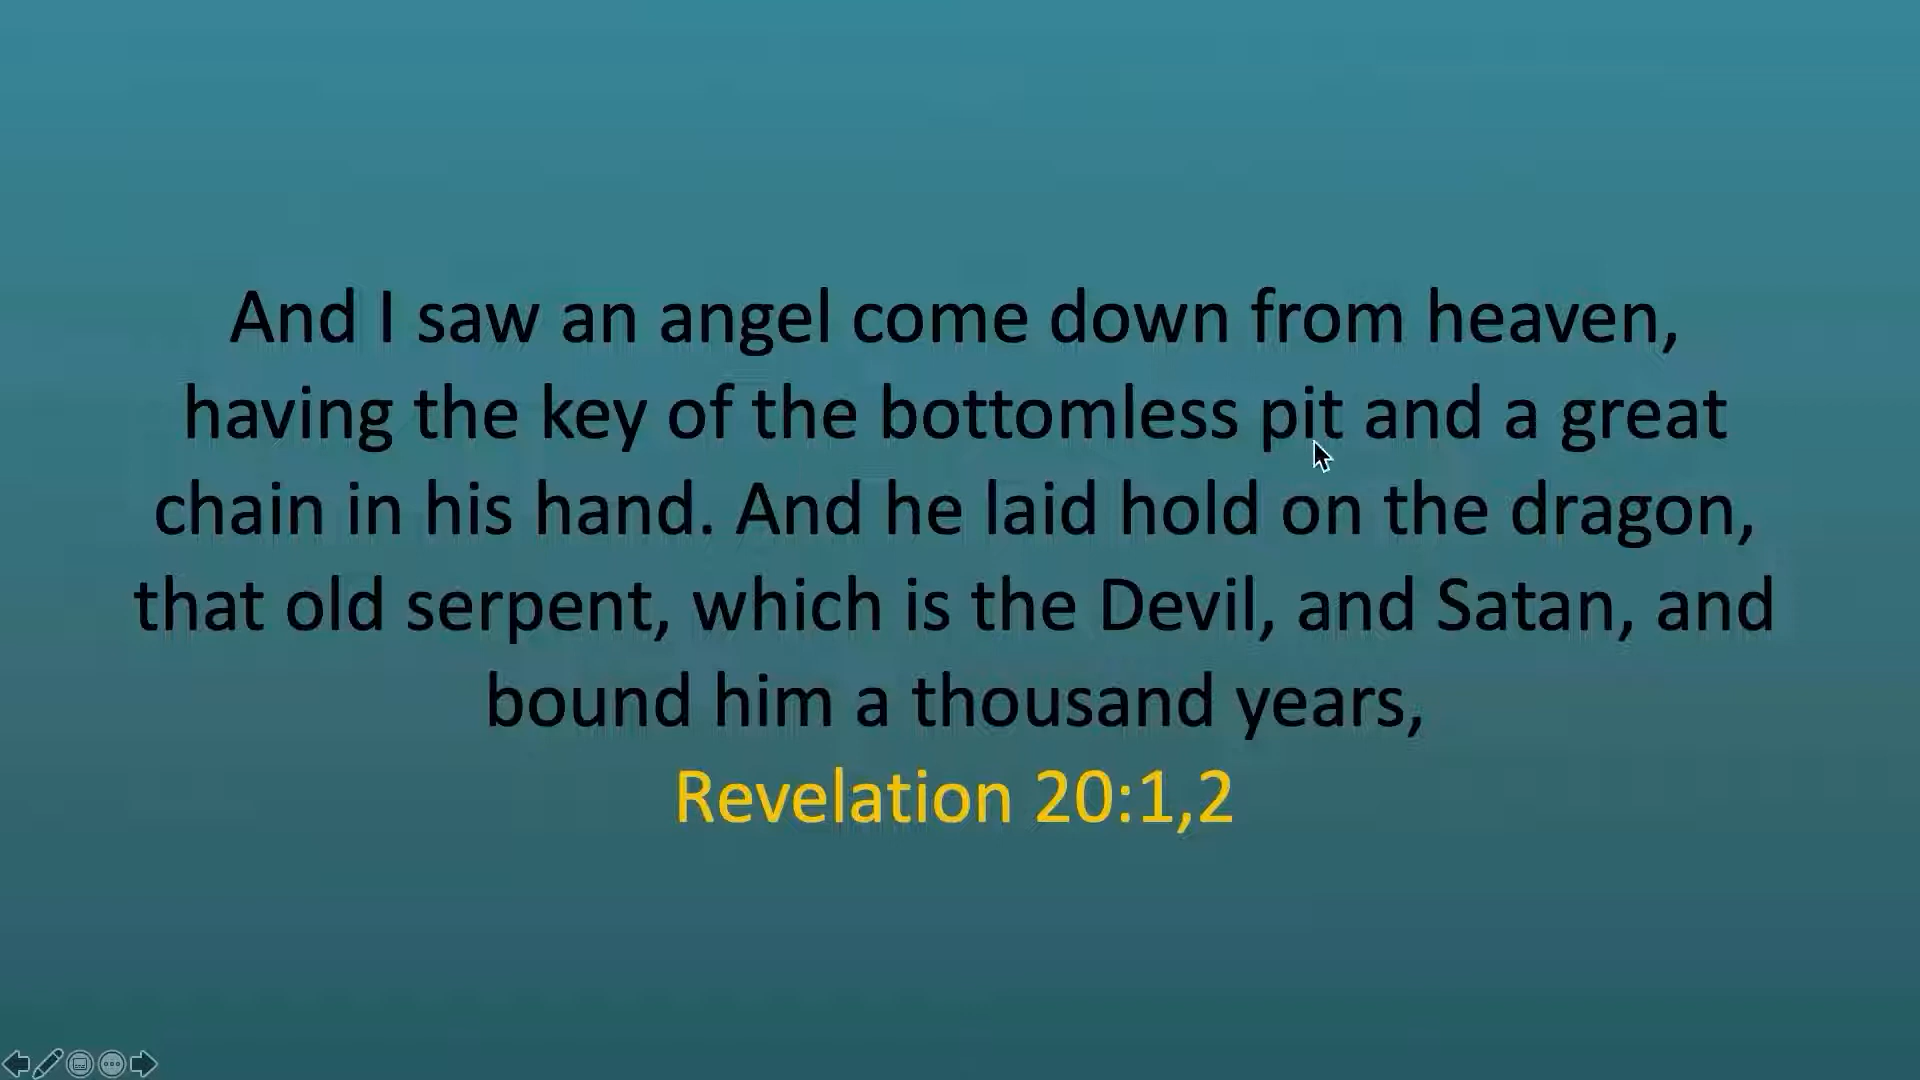 And I saw an angel come down from heaven,
having the key of the bottomless pit and a great
chain in his hand. And he laid hold on the dragon,
that old serpent, which is the Devil, and Satan, and
bound him a thousand years,
Revelation 20:1,2